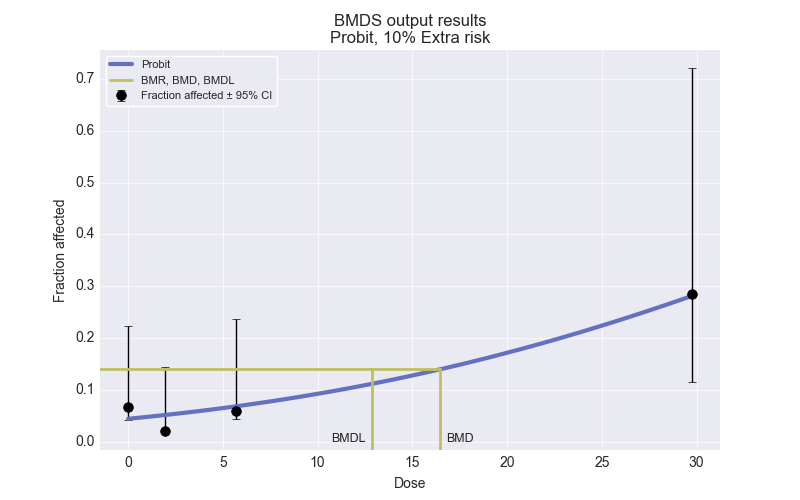 BMDS output results
Probit, 10% Extra risk
Probit
BMR, BMD, BMDL
Fraction affected ± 95% CI
Fraction affected
0.7
0.6
0.5
0.4
0.3
0.2
0.1
0.0
BMDL
BMD
0
5
10
15
20
25
30
Dose